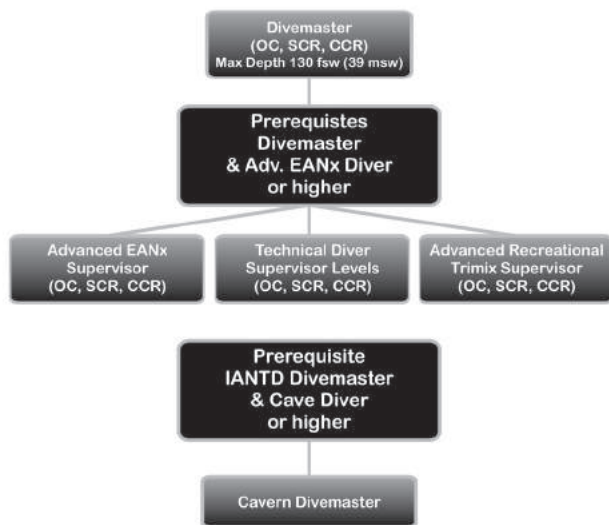 Divemaster
(OC, SCR, CCR)
Max Depth 130 fsw (39 msw)
Prerequistes
Divemaster
& Adv. EANx Diver
or higher
Advanced EANx
Supervisor
(OC, SCR, CCR)
Technical Diver
Supervisor Levels
(OC, SCR, CCR)
Advanced Recreational
Trimix Supervisor
(OC, SCR, CCR)
Prerequisite
IANTD Divemaster
& Cave Diver
or higher
Cavern Divemaster